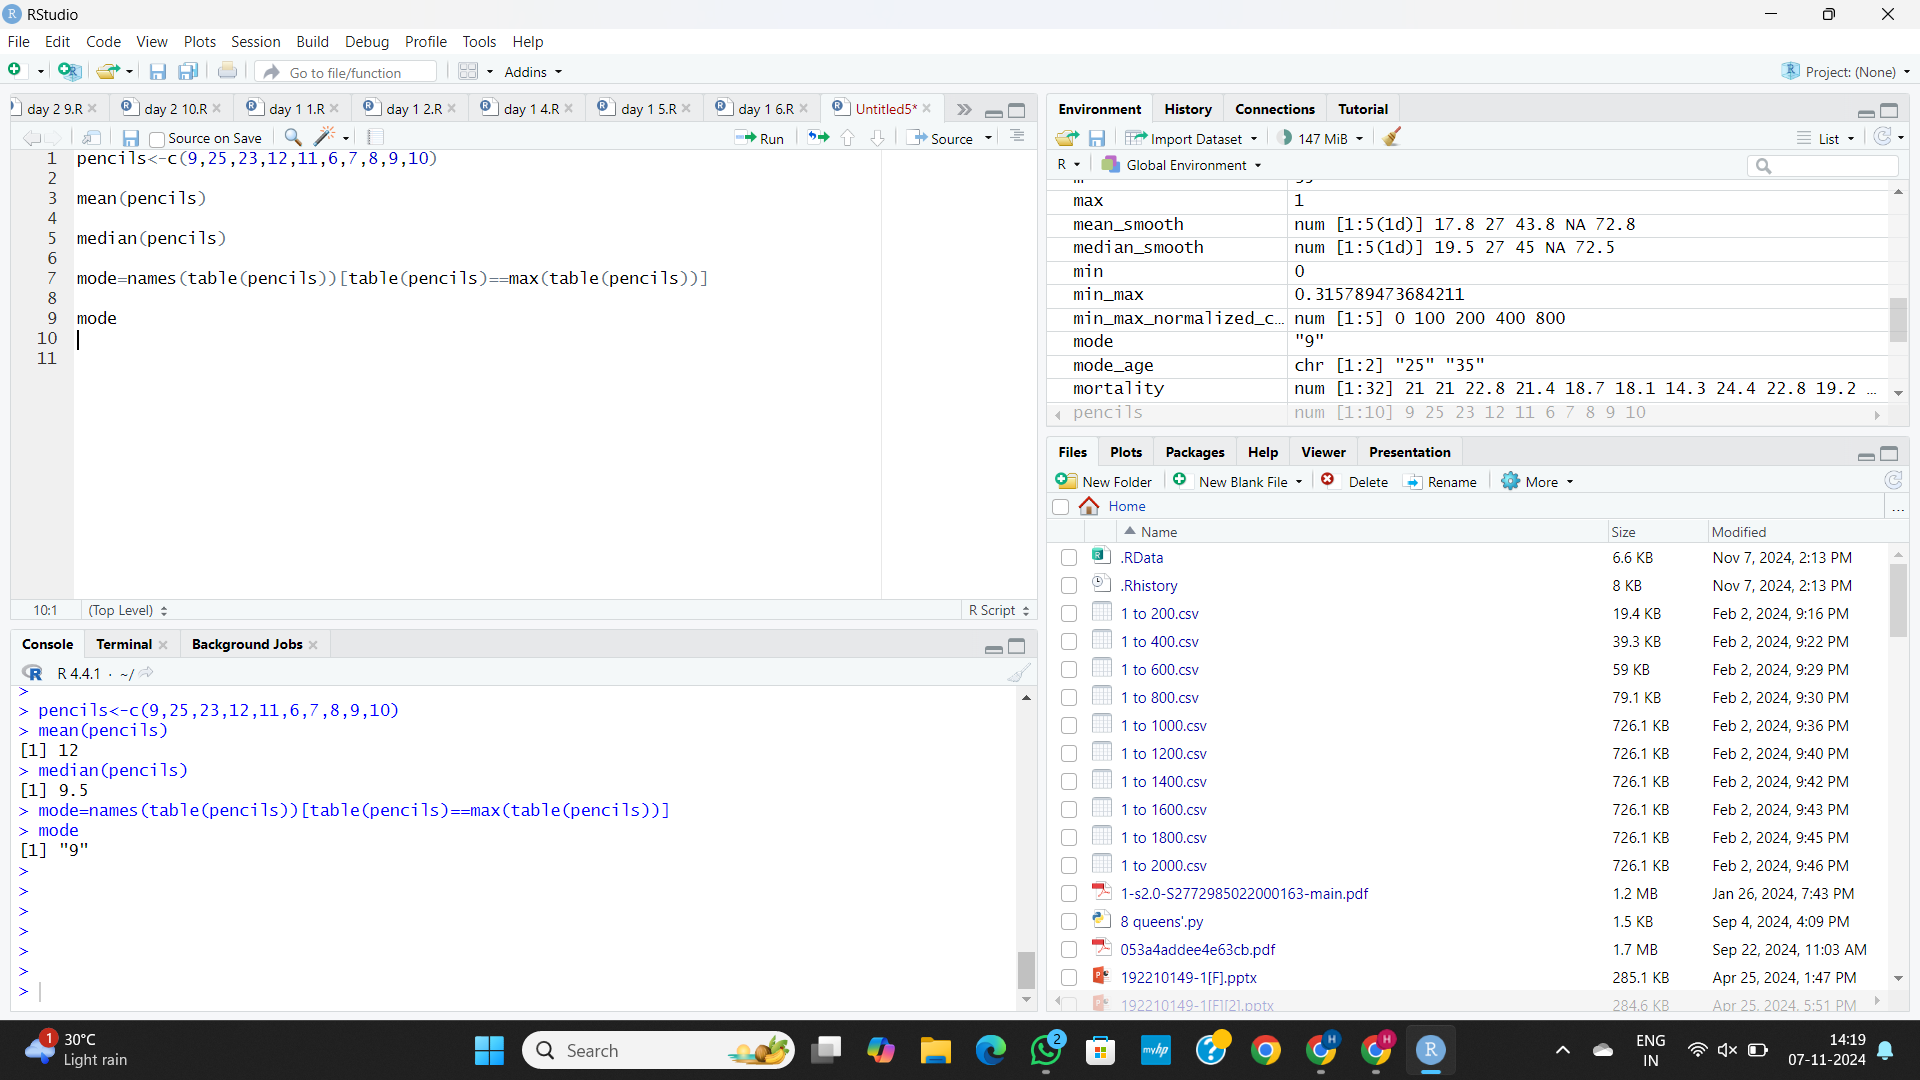 RStudio
File Edit Code View Plots Session Build Debug Profile Tools Help
Go to file/function Addins Project: (None)
day 2 9.R day 2 10.R day 1 1.R day 1 2.R day 1 4.R day 1 5.R day 1 6.R Untitled5*
Source on Save Run Source
1 pencils<-c(9,25,23,12,11,6,7,8,9,10)
2
3 mean(pencils)
4
5 median(pencils)
6
7 mode=names(table(pencils))[table(pencils)==max(table(pencils))]
8
9 mode
10
11
10:1 (Top Level) R Script
Console Terminal Background Jobs
R 4.4.1 · ~/
>
> pencils<-c(9,25,23,12,11,6,7,8,9,10)
> mean(pencils)
[1] 12
> median(pencils)
[1] 9.5
> mode=names(table(pencils))[table(pencils)==max(table(pencils))]
> mode
[1] "9"
>
>
>
>
>
>
>
Environment History Connections Tutorial
Import Dataset 147 MiB List
R Global Environment
max 1
mean_smooth num [1:5(1d)] 17.8 27 43.8 NA 72.8
median_smooth num [1:5(1d)] 19.5 27 45 NA 72.5
min 0
min_max 0.315789473684211
min_max_normalized_c… num [1:5] 0 100 200 400 800
mode "9"
mode_age chr [1:2] "25" "35"
mortality num [1:32] 21 21 22.8 21.4 18.7 18.1 14.3 24.4 22.8 19.2 …
pencils num [1:10] 9 25 23 12 11 6 7 8 9 10
Files Plots Packages Help Viewer Presentation
New Folder New Blank File Delete Rename More
Home ...
Name Size Modified
.RData 6.6 KB Nov 7, 2024, 2:13 PM
.Rhistory 8 KB Nov 7, 2024, 2:13 PM
1 to 200.csv 19.4 KB Feb 2, 2024, 9:16 PM
1 to 400.csv 39.3 KB Feb 2, 2024, 9:22 PM
1 to 600.csv 59 KB Feb 2, 2024, 9:29 PM
1 to 800.csv 79.1 KB Feb 2, 2024, 9:30 PM
1 to 1000.csv 726.1 KB Feb 2, 2024, 9:36 PM
1 to 1200.csv 726.1 KB Feb 2, 2024, 9:40 PM
1 to 1400.csv 726.1 KB Feb 2, 2024, 9:42 PM
1 to 1600.csv 726.1 KB Feb 2, 2024, 9:43 PM
1 to 1800.csv 726.1 KB Feb 2, 2024, 9:45 PM
1 to 2000.csv 726.1 KB Feb 2, 2024, 9:46 PM
1-s2.0-S2772985022000163-main.pdf 1.2 MB Jan 26, 2024, 7:43 PM
8 queens'.py 1.5 KB Sep 4, 2024, 4:09 PM
053a4addee4e63cb.pdf 1.7 MB Sep 22, 2024, 11:03 AM
192210149-1[F].pptx 285.1 KB Apr 25, 2024, 1:47 PM
192210149-1[F][2].pptx 284.6 KB Apr 25, 2024, 5:51 PM
1 30°C
Light rain
Search
2
myhp
H
H
ENG
IN
14:19
07-11-2024